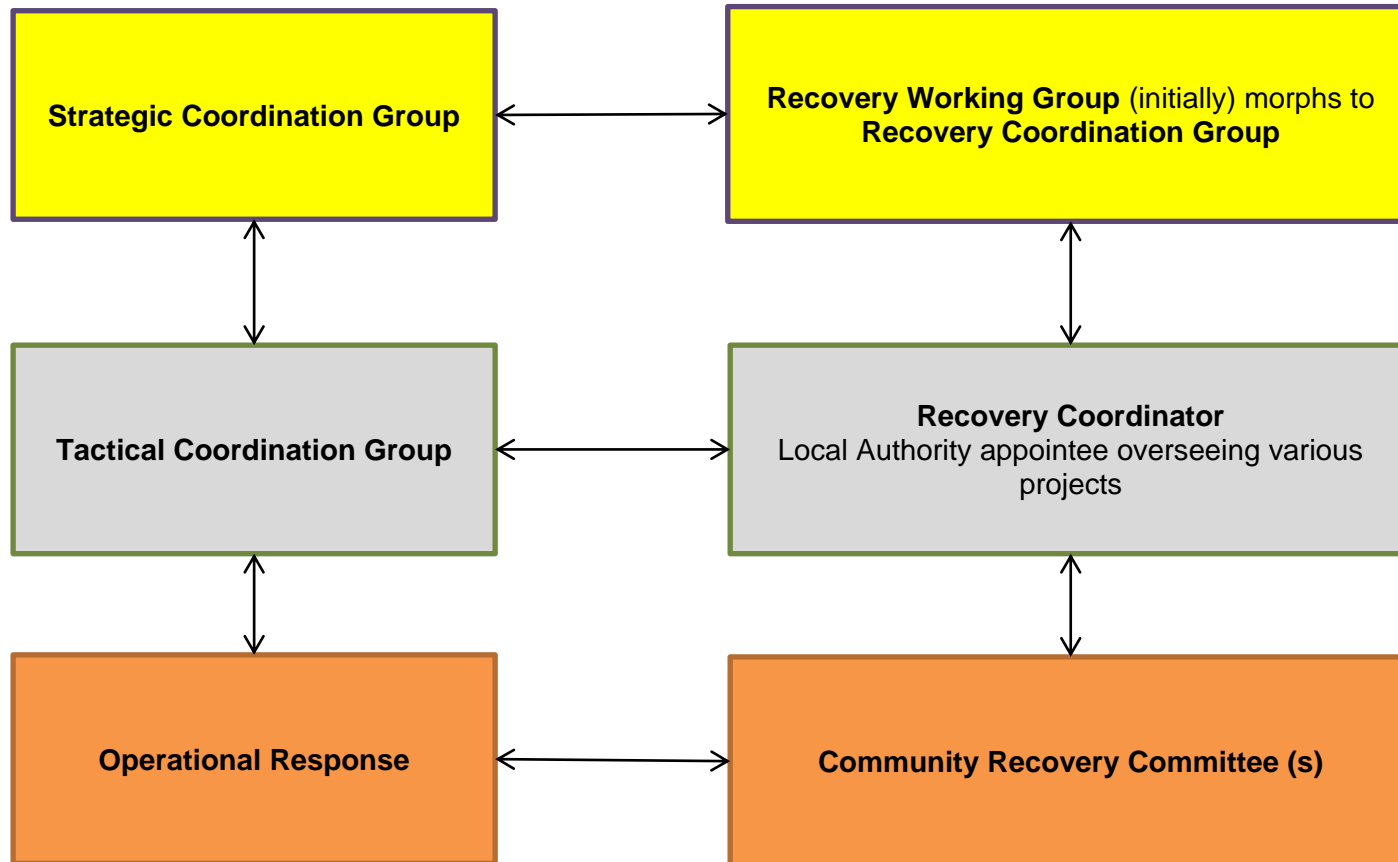 Strategic Coordination Group
Recovery Working Group (initially) morphs to
Recovery Coordination Group
Tactical Coordination Group
Recovery Coordinator
Local Authority appointee overseeing various
projects
Operational Response
Community Recovery Committee (s)